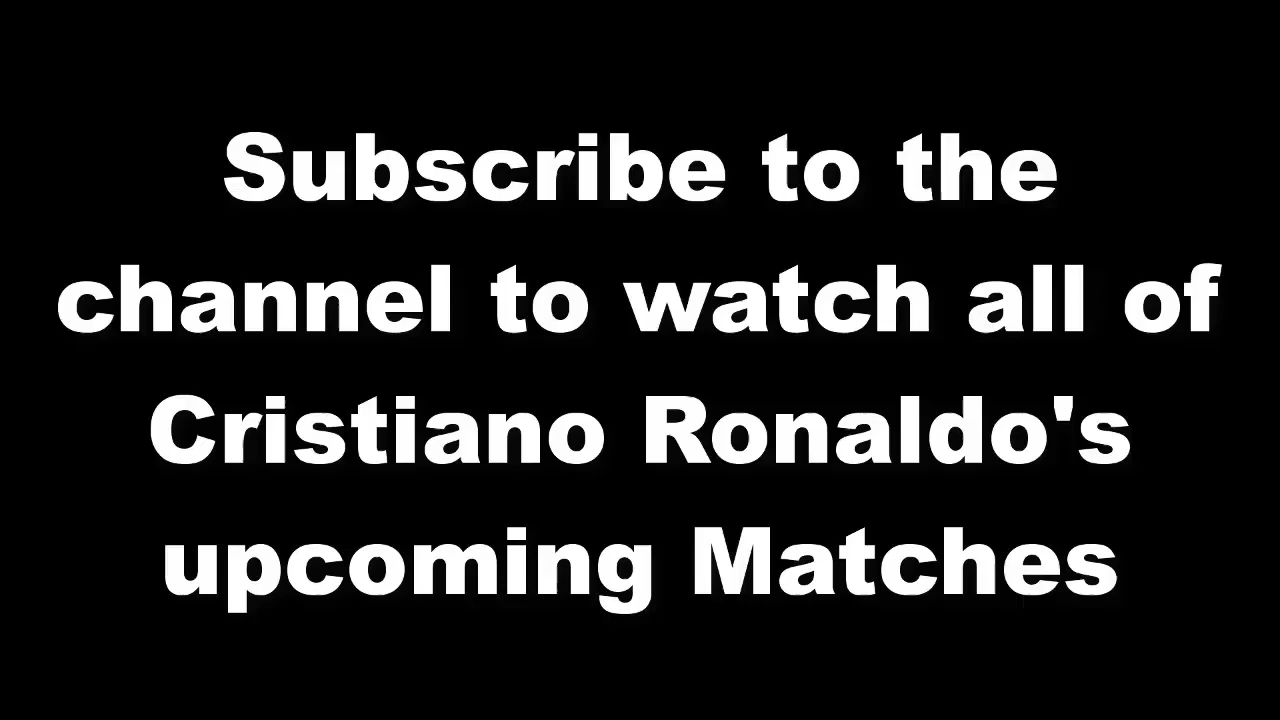 Subscribe to the
channel to watch all of
Cristiano Ronaldo's
upcoming Matches